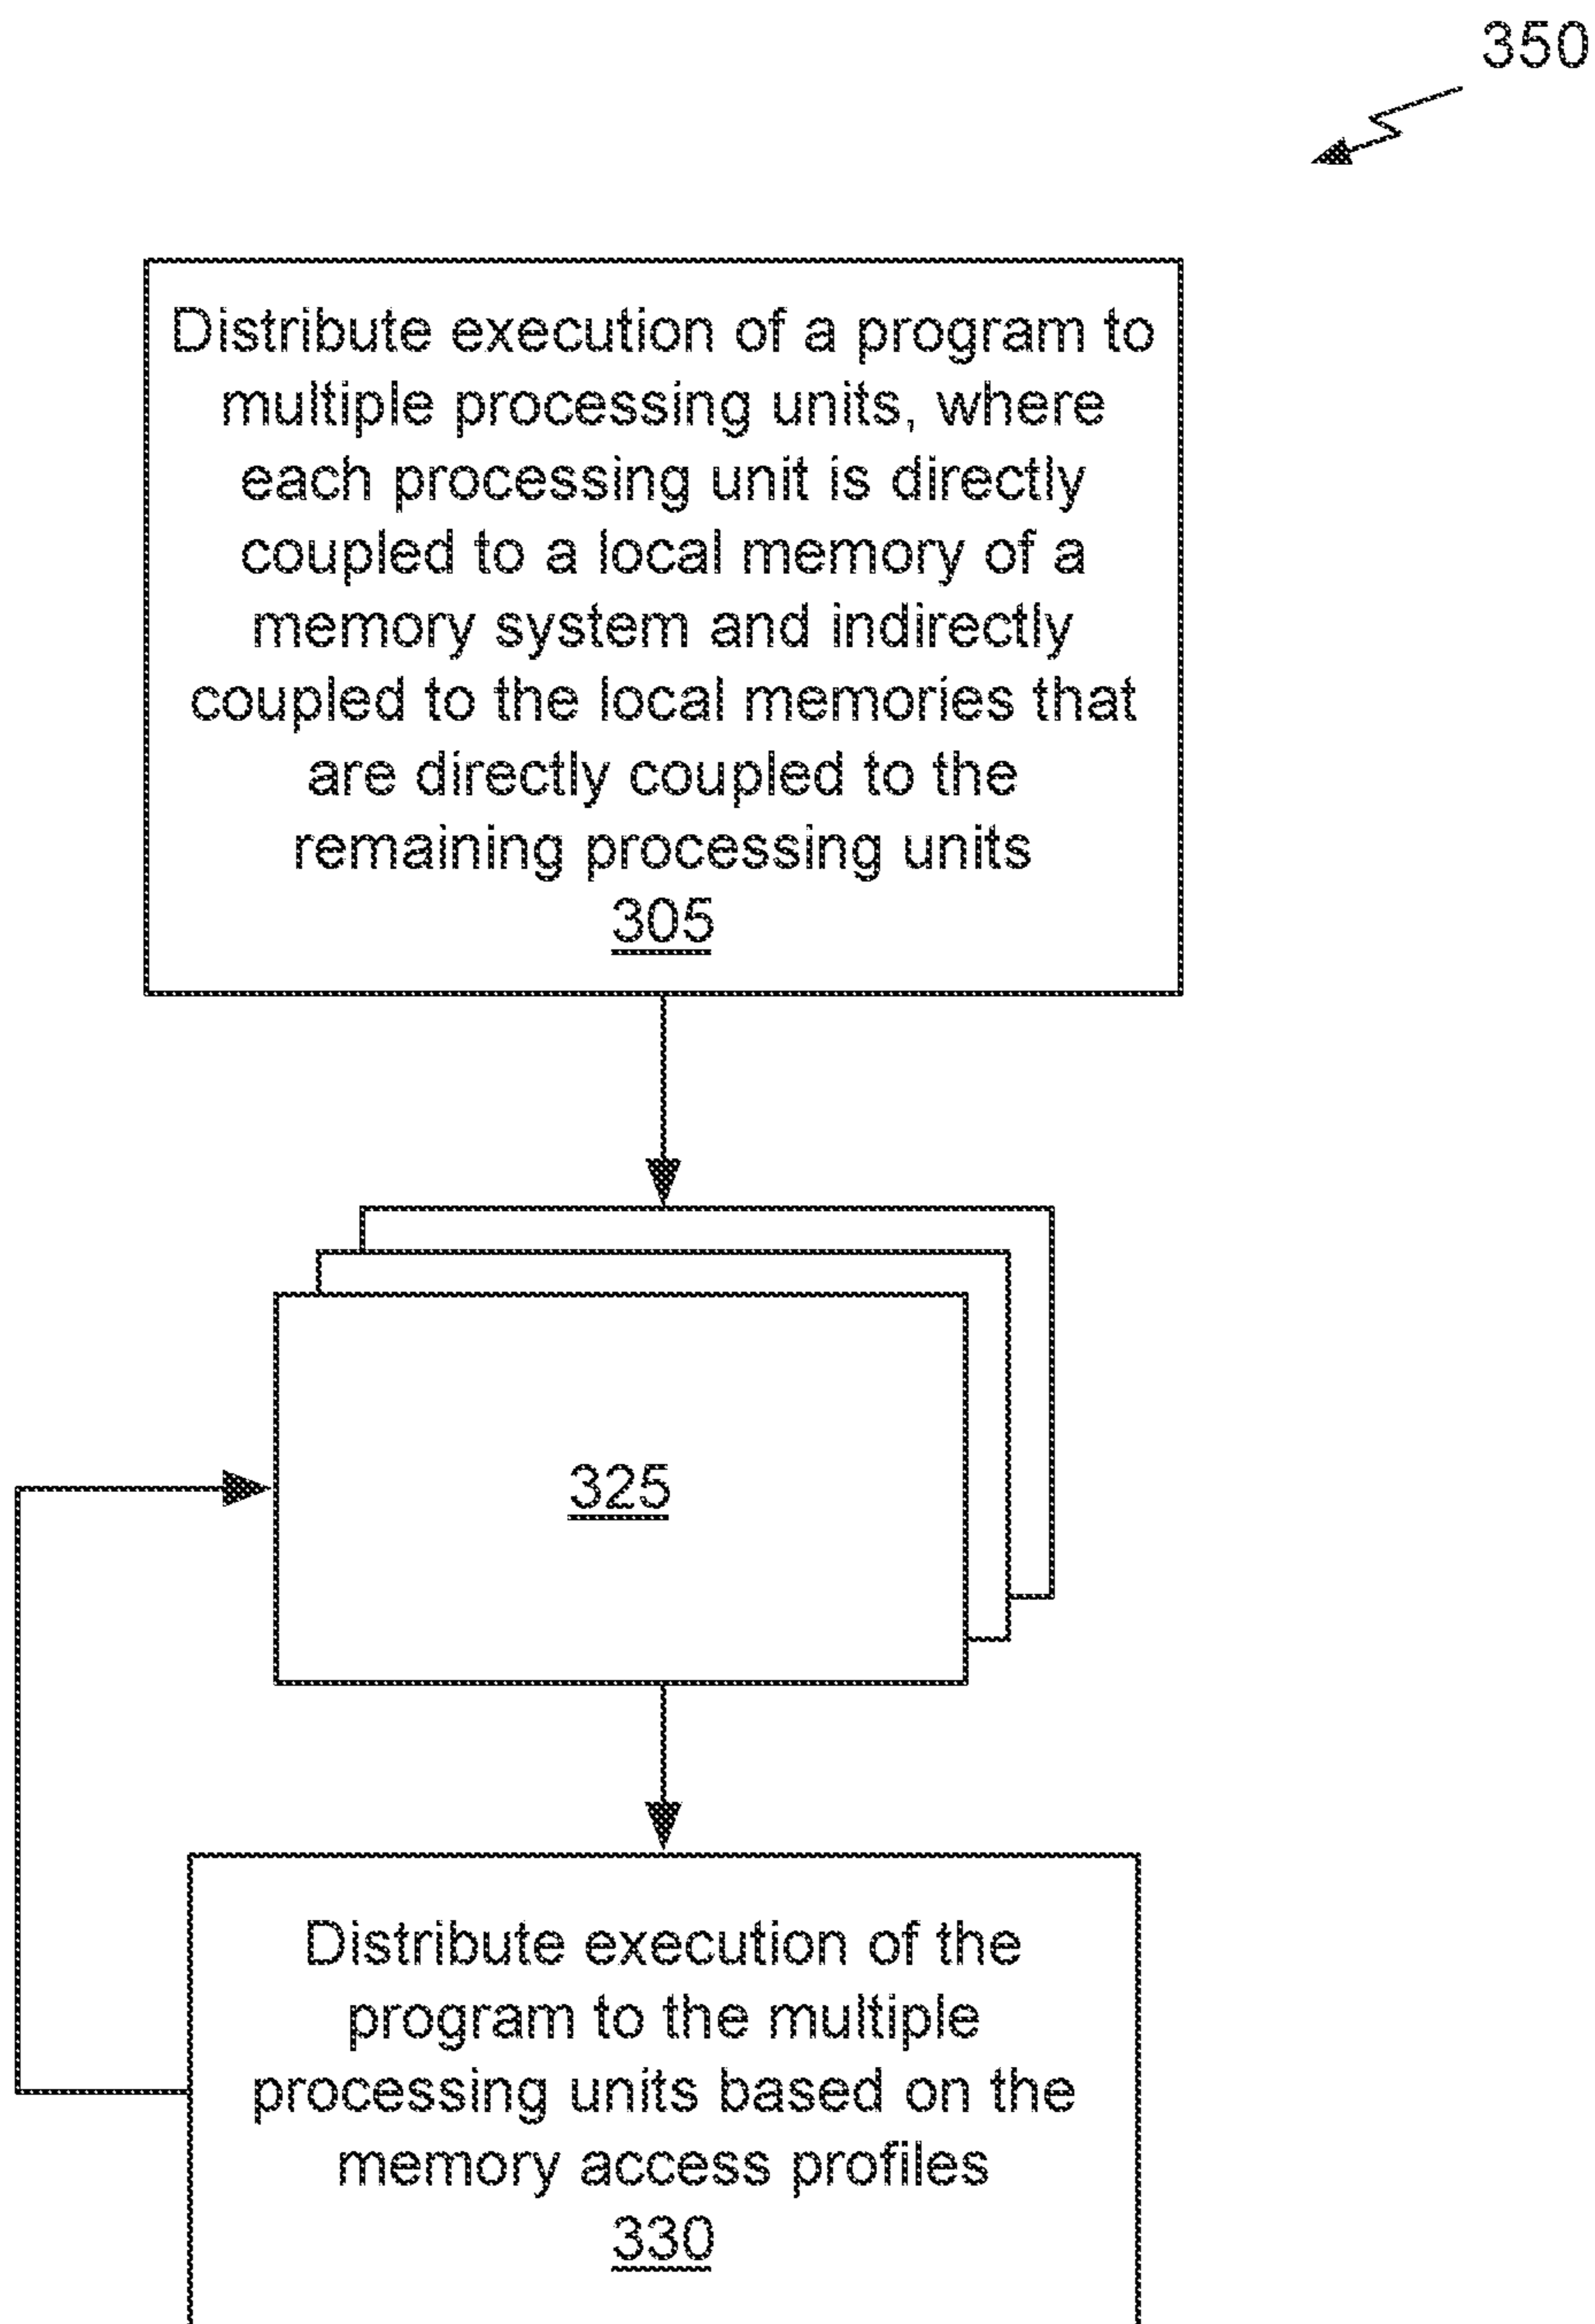 350
Distribute execution of a program to
multiple processing units, where
each processing unit is directly
coupled to a local memory of a
memory system and indirectly
coupled to the local memories that
are directly coupled to the
remaining processing units
305
325
Distribute execution of the
program to the multiple
processing units based on the
memory access profiles
330